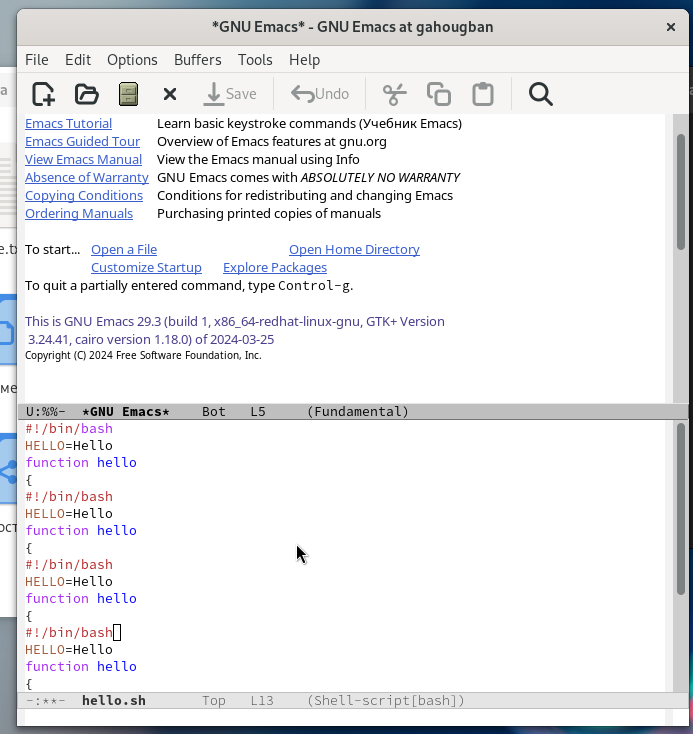 *GNU Emacs* - GNU Emacs at gahougban
File Edit Options Buffers Tools Help
Save Undo
Emacs Tutorial Learn basic keystroke commands (Учебник Emacs)
Emacs Guided Tour Overview of Emacs features at gnu.org
View Emacs Manual View the Emacs manual using Info
Absence of Warranty GNU Emacs comes with ABSOLUTELY NO WARRANTY
Copying Conditions Conditions for redistributing and changing Emacs
Ordering Manuals Purchasing printed copies of manuals
To start... Open a File Open Home Directory
Customize Startup Explore Packages
To quit a partially entered command, type Control-g.
This is GNU Emacs 29.3 (build 1, x86_64-redhat-linux-gnu, GTK+ Version
3.24.41, cairo version 1.18.0) of 2024-03-25
Copyright (C) 2024 Free Software Foundation, Inc.
U:%%- *GNU Emacs* Bot L5 (Fundamental)
#!/bin/bash
HELLO=Hello
function hello
{
#!/bin/bash
HELLO=Hello
function hello
{
#!/bin/bash
HELLO=Hello
function hello
{
#!/bin/bash
HELLO=Hello
function hello
{
-:**- hello.sh Top L13 (Shell-script[bash])